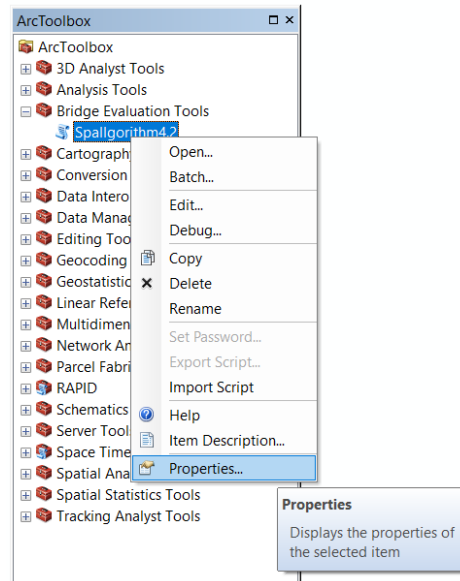 ArcToolbox
ArcToolbox
3D Analyst Tools
Analysis Tools
Bridge Evaluation Tools
Spallgorithm4.2
Cartography
Open...
Conversion
Batch...
Data Intero
Edit...
Data Manag
Debug...
Editing Too
Geocoding
Copy
Geostatistic
Delete
Linear Refer
Rename
Multidimen
Network An
Set Password...
Parcel Fabri
Export Script...
RAPID
Import Script
Schematics
Help
Server Tool
Item Description...
Space Time
Spatial Ana
Properties...
Spatial Statistics Tools
Tracking Analyst Tools
Properties
Displays the properties of
the selected item